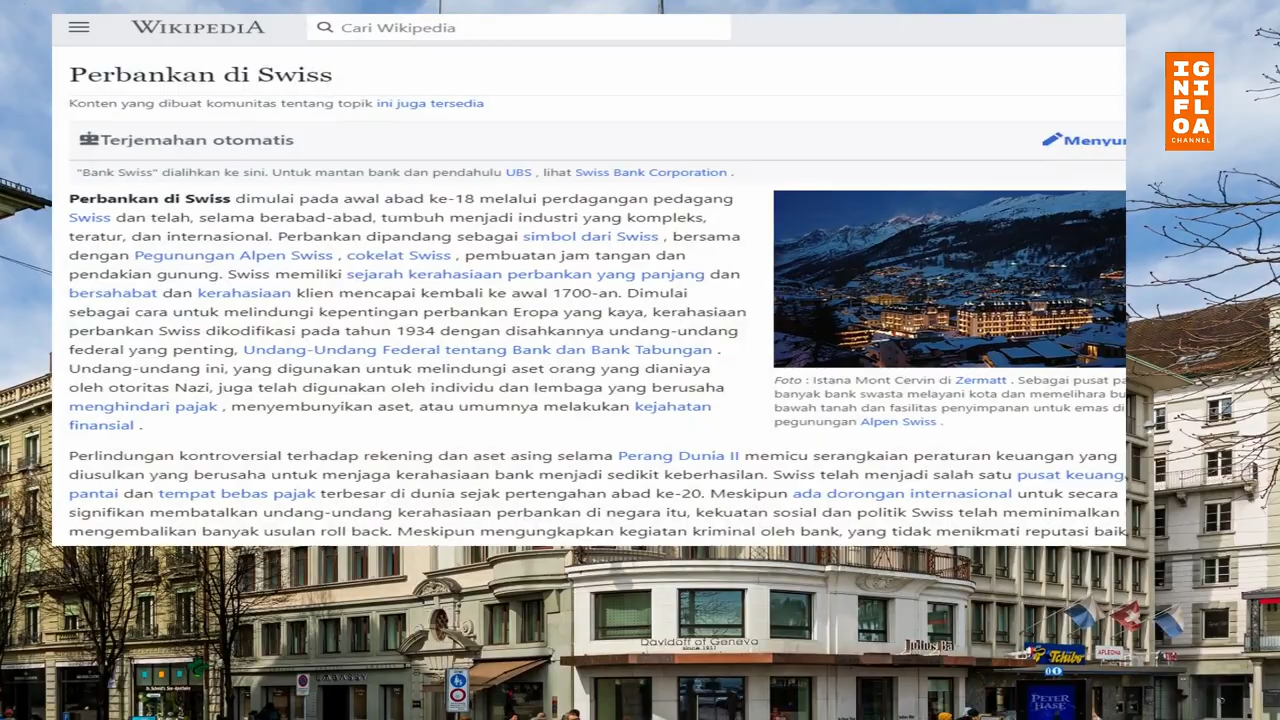 WIKIPEDIA
Cari Wikipedia
Perbankan di Swiss
Konten yang dibuat komunitas tentang topik ini juga tersedia
Terjemahan otomatis
Menyun
"Bank Swiss" dialihkan ke sini. Untuk mantan bank dan pendahulu UBS , lihat Swiss Bank Corporation .
Perbankan di Swiss dimulai pada awal abad ke-18 melalui perdagangan pedagang
Swiss dan telah, selama berabad-abad, tumbuh menjadi industri yang kompleks,
teratur, dan internasional. Perbankan dipandang sebagai simbol dari Swiss , bersama
dengan Pegunungan Alpen Swiss , cokelat Swiss , pembuatan jam tangan dan
pendakian gunung. Swiss memiliki sejarah kerahasiaan perbankan yang panjang dan
bersahabat dan kerahasiaan klien mencapai kembali ke awal 1700-an. Dimulai
sebagai cara untuk melindungi kepentingan perbankan Eropa yang kaya, kerahasiaan
perbankan Swiss dikodifikasi pada tahun 1934 dengan disahkannya undang-undang
federal yang penting, Undang-Undang Federal tentang Bank dan Bank Tabungan .
Undang-undang ini, yang digunakan untuk melindungi aset orang yang dianiaya
oleh otoritas Nazi, juga telah digunakan oleh individu dan lembaga yang berusaha
menghindari pajak , menyembunyikan aset, atau umumnya melakukan kejahatan
finansial .
Foto : Istana Mont Cervin di Zermatt . Sebagai pusat pa
banyak bank swasta melayani kota dan memelihara bu
bawah tanah dan fasilitas penyimpanan untuk emas di
pegunungan Alpen Swiss .
Perlindungan kontroversial terhadap rekening dan aset asing selama Perang Dunia II memicu serangkaian peraturan keuangan yang
diusulkan yang berusaha untuk menjaga kerahasiaan bank menjadi sedikit keberhasilan. Swiss telah menjadi salah satu pusat keuang
pantai dan tempat bebas pajak terbesar di dunia sejak pertengahan abad ke-20. Meskipun ada dorongan internasional untuk secara
signifikan membatalkan undang-undang kerahasiaan perbankan di negara itu, kekuatan sosial dan politik Swiss telah meminimalkan
mengembalikan banyak usulan roll back. Meskipun mengungkapkan kegiatan kriminal oleh bank, yang tidak menikmati reputasi baik
IG
NI
FL
OA
CHANNEL
Davidoff of Geneva
since 1911
Julius Bä
Tchibo
EMBASSY
PETER
HASE